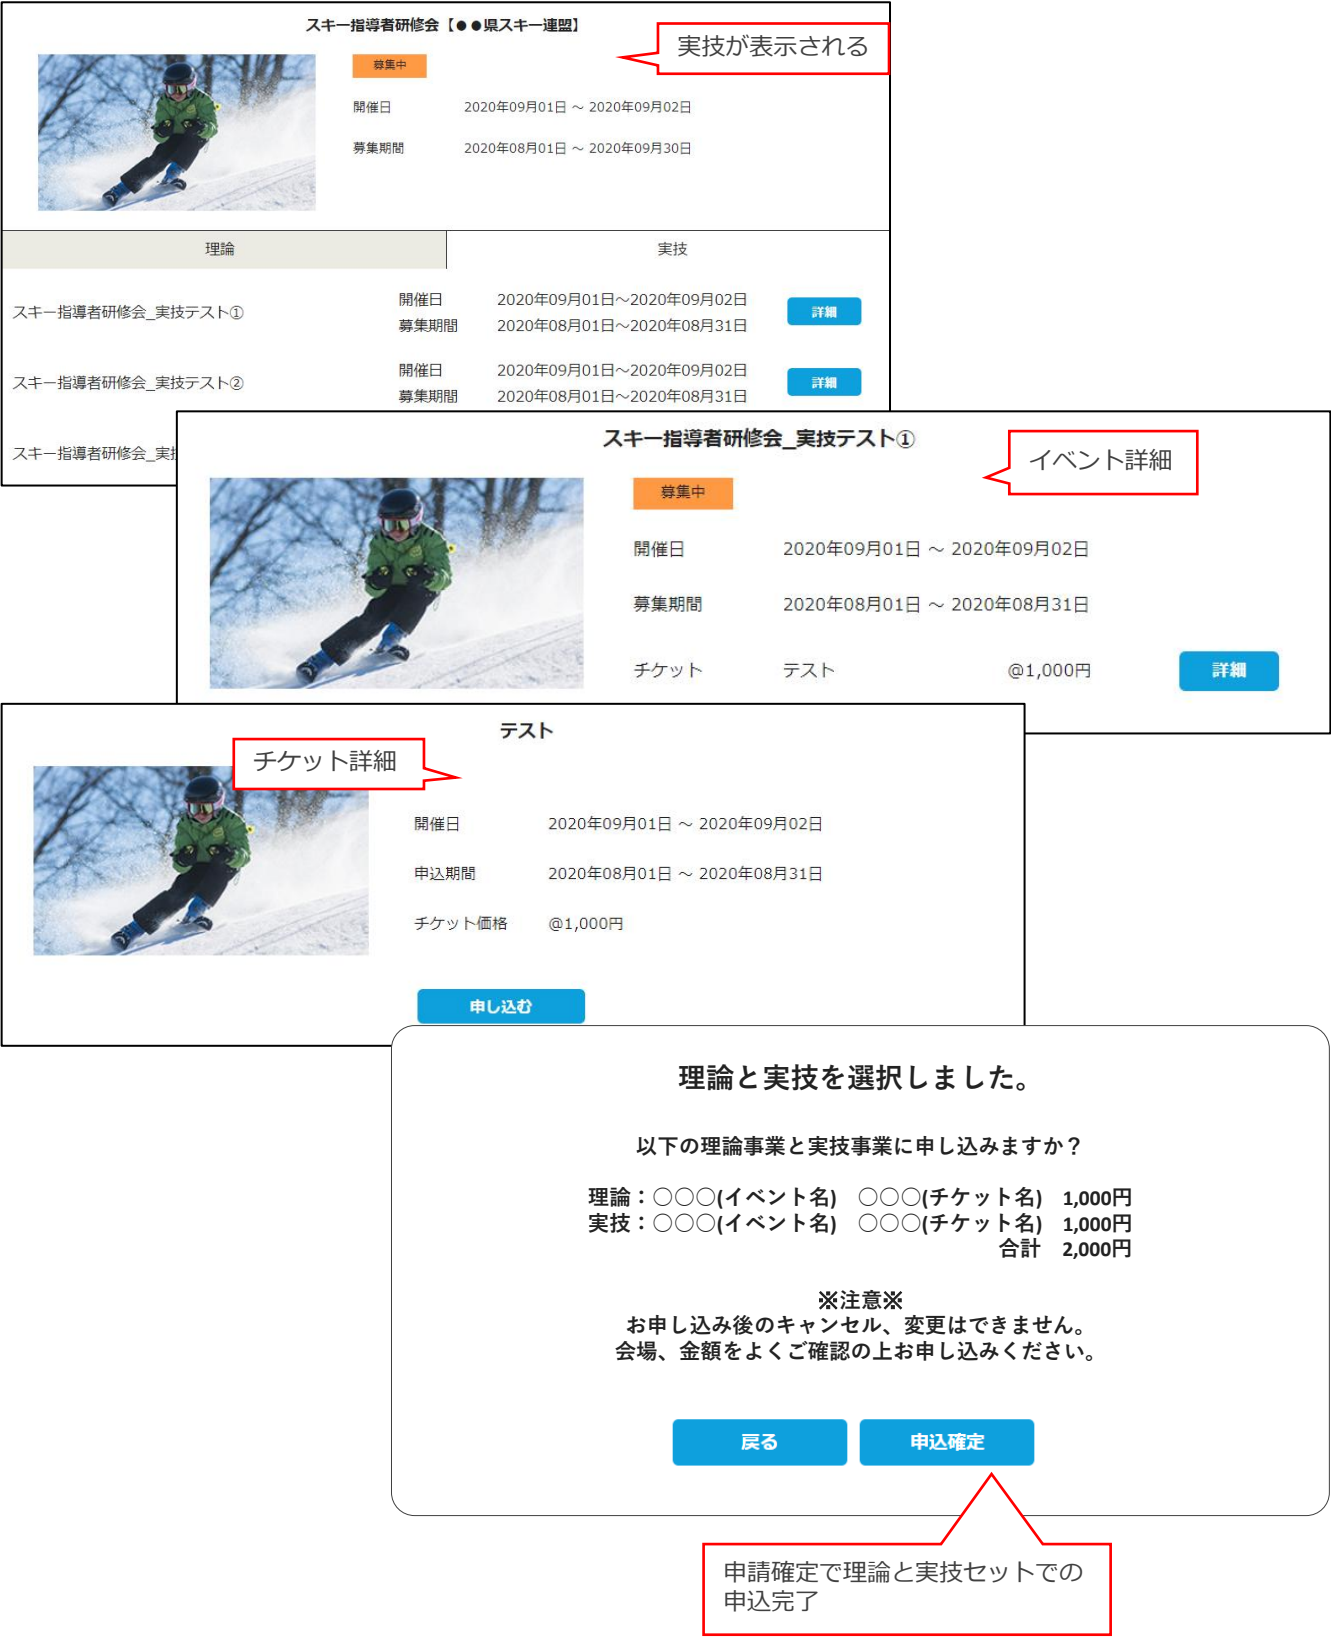 スキー指導者研修会【●●県スキー連盟】
実技が表示される
募集中
開催日 2020年09月01日 ～ 2020年09月02日
募集期間 2020年08月01日 ～ 2020年09月30日
理論 実技
スキー指導者研修会_実技テスト① 開催日 2020年09月01日～2020年09月02日 詳細
募集期間 2020年08月01日～2020年08月31日
スキー指導者研修会_実技テスト② 開催日 2020年09月01日～2020年09月02日 詳細
募集期間 2020年08月01日～2020年08月31日
スキー指導者研修会_実技
スキー指導者研修会_実技テスト①
イベント詳細
募集中
開催日 2020年09月01日 ～ 2020年09月02日
募集期間 2020年08月01日 ～ 2020年08月31日
チケット テスト @1,000円 詳細
テスト
チケット詳細
開催日 2020年09月01日 ～ 2020年09月02日
申込期間 2020年08月01日 ～ 2020年08月31日
チケット価格 @1,000円
申し込む
理論と実技を選択しました。
以下の理論事業と実技事業に申し込みますか？
理論：○○○(イベント名) ○○○(チケット名) 1,000円
実技：○○○(イベント名) ○○○(チケット名) 1,000円
合計 2,000円
※注意※
お申し込み後のキャンセル、変更はできません。
会場、金額をよくご確認の上お申し込みください。
戻る 申込確定
申請確定で理論と実技セットでの
申込完了